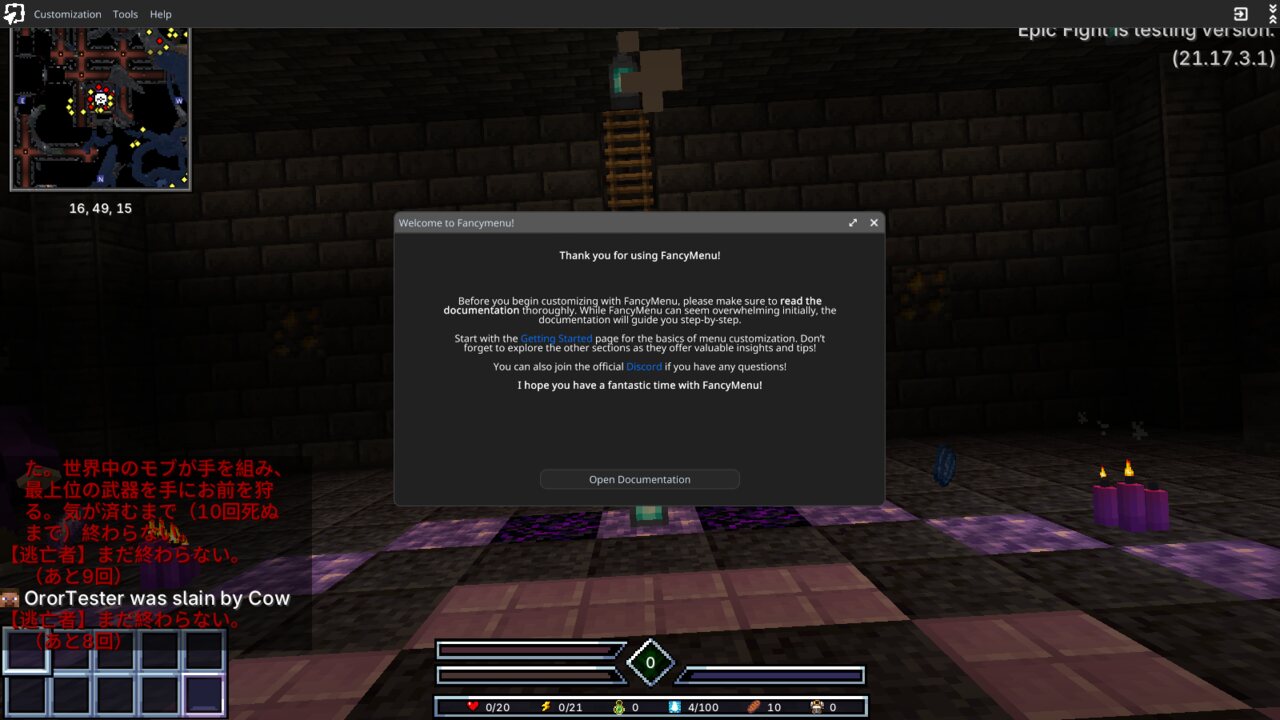 Customization Tools Help
Epic Fight is testing version.
(21.17.3.1)
E
W
N
16, 49, 15
Welcome to Fancymenu!
Thank you for using FancyMenu!
Before you begin customizing with FancyMenu, please make sure to read the
documentation thoroughly. While FancyMenu can seem overwhelming initially, the
documentation will guide you step-by-step.
Start with the Getting Started page for the basics of menu customization. Don't
forget to explore the other sections as they offer valuable insights and tips!
You can also join the official Discord if you have any questions!
I hope you have a fantastic time with FancyMenu!
Open Documentation
た。世界中のモブが手を組み、
最上位の武器を手にお前を狩
る。気が済むまで（10回死ぬ
まで）終わらない。
【逃亡者】まだ終わらない。
（あと9回）
OrorTester was slain by Cow
【逃亡者】まだ終わらない。
（あと8回）
0
0/20 0/21 0 4/100 10 0